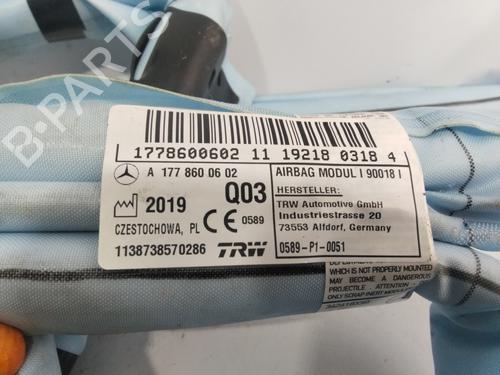 1778600602 11 19218 0318 4
A 177 860 06 02
AIRBAG MODUL I 90018 I
Q03
HERSTELLER:
2019
0589
TRW Automotive GmbH
Industriestrasse 20
CZESTOCHOWA, PL
73553 Alfdorf, Germany
1138738570286
TRW
0589-P1-0051
WHICH IS NOT PROPERLY MOUNTED
MAY BECOME A DANGEROUS
PROJECTILE. ATTENTION
ONLY SCRAP INERT MODULE
B-PARTS